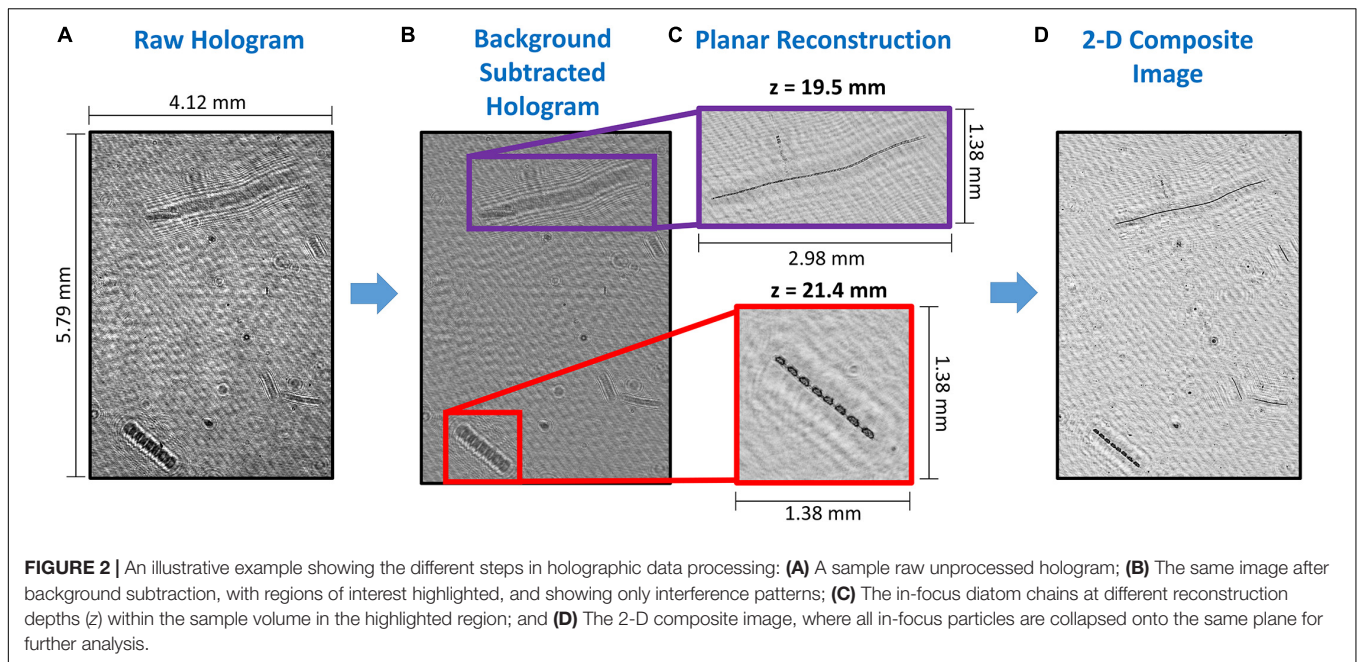 A
Raw Hologram
4.12 mm
5.79 mm
B
Background
Subtracted
Hologram
C
Planar Reconstruction
z = 19.5 mm
1.38 mm
2.98 mm
z = 21.4 mm
1.38 mm
1.38 mm
D
2-D Composite
Image
FIGURE 2 | An illustrative example showing the different steps in holographic data processing: (A) A sample raw unprocessed hologram; (B) The same image after
background subtraction, with regions of interest highlighted, and showing only interference patterns; (C) The in-focus diatom chains at different reconstruction
depths (z) within the sample volume in the highlighted region; and (D) The 2-D composite image, where all in-focus particles are collapsed onto the same plane for
further analysis.